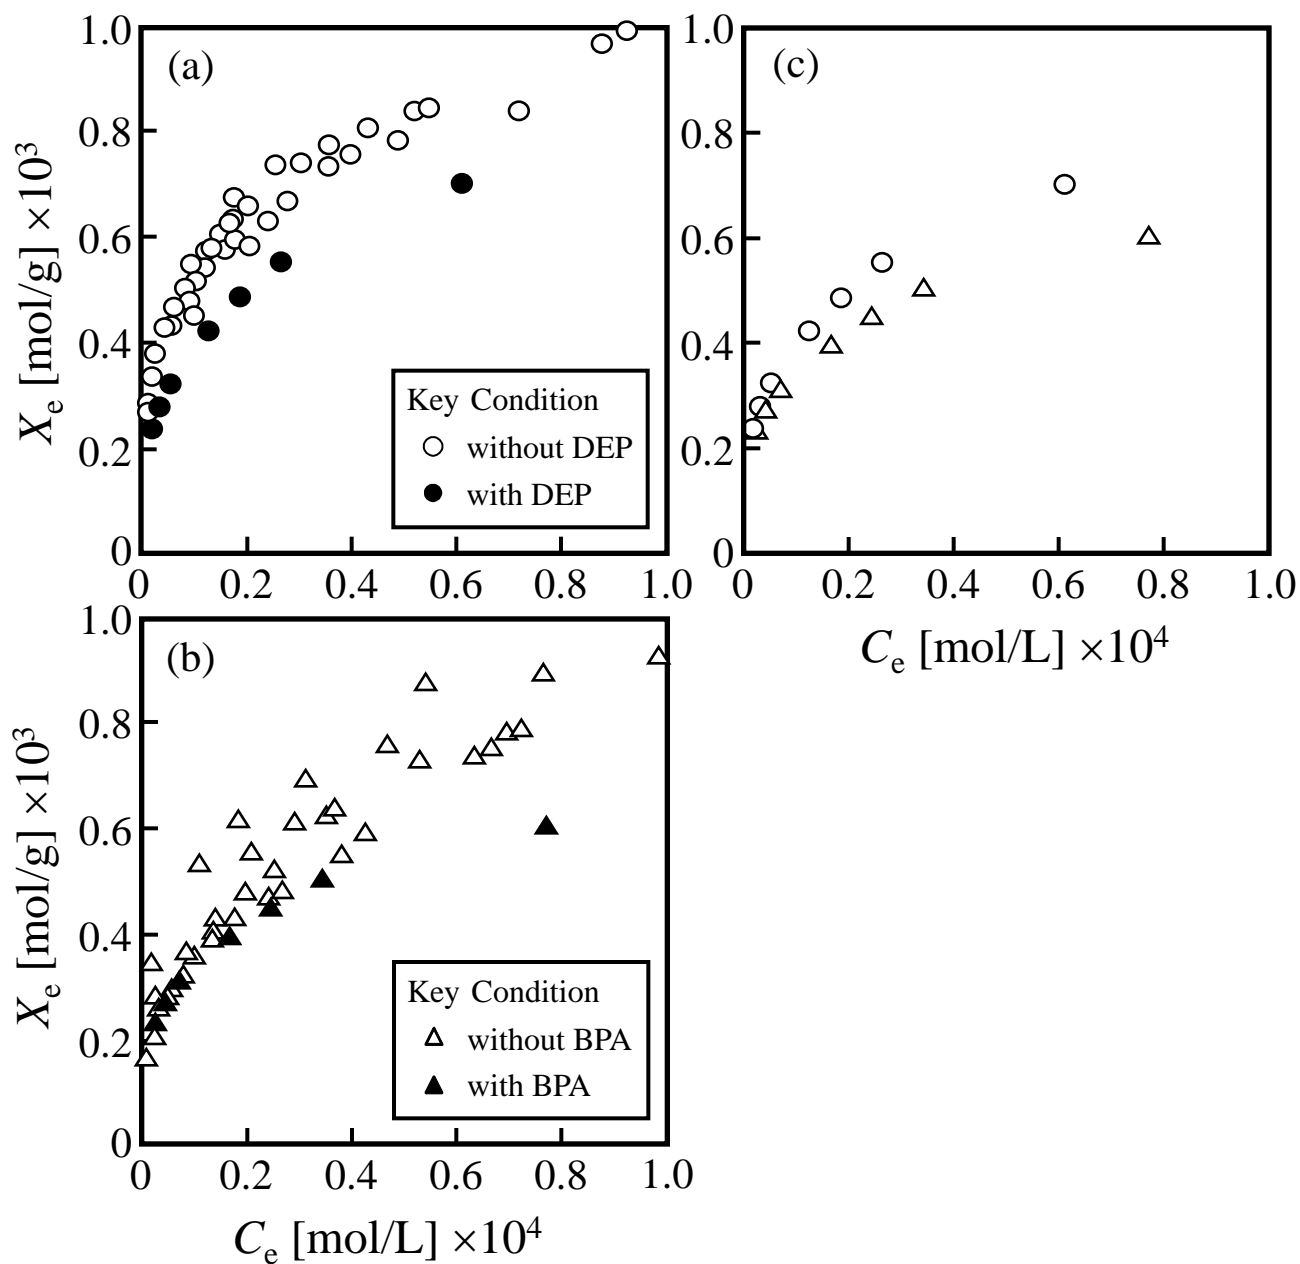 (a)
1.0
0.8
0.6
0.4
0.2
0
X_e [mol/g] ×10³
Key Condition
without DEP
with DEP
0 0.2 0.4 0.6 0.8 1.0
(c)
1.0
0.8
0.6
0.4
0.2
0
0 0.2 0.4 0.6 0.8 1.0
C_e [mol/L] ×10⁴
(b)
1.0
0.8
0.6
0.4
0.2
0
X_e [mol/g] ×10³
Key Condition
without BPA
with BPA
0 0.2 0.4 0.6 0.8 1.0
C_e [mol/L] ×10⁴